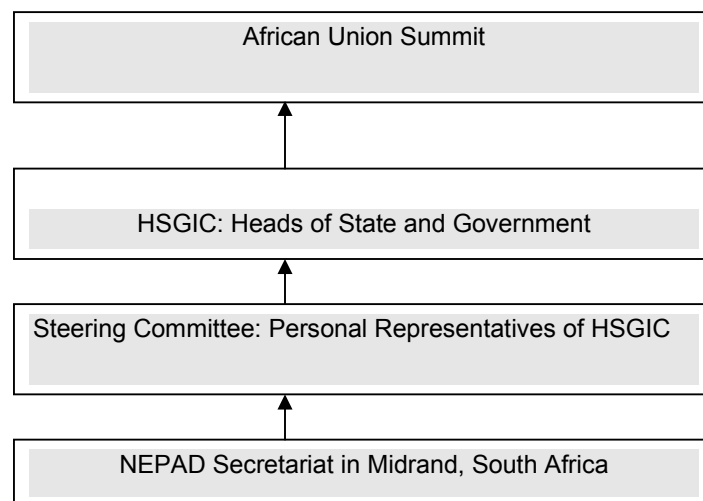 African Union Summit
HSGIC: Heads of State and Government
Steering Committee: Personal Representatives of HSGIC
NEPAD Secretariat in Midrand, South Africa